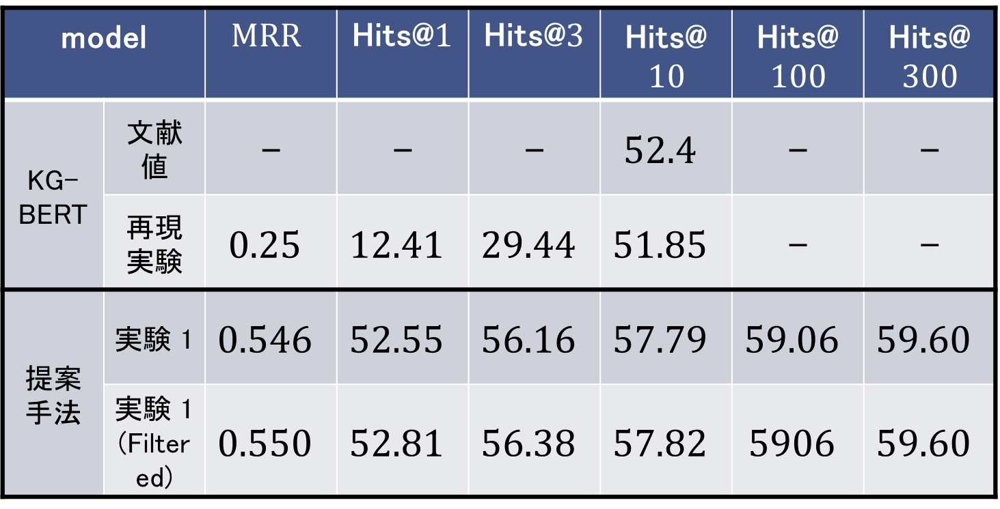 model MRR Hits@1 Hits@3 Hits@10 Hits@100 Hits@300
KG-BERT 文献値 – – – 52.4 – –
再現実験 0.25 12.41 29.44 51.85 – –
提案手法 実験 1 0.546 52.55 56.16 57.79 59.06 59.60
実験 1 (Filtered) 0.550 52.81 56.38 57.82 5906 59.60